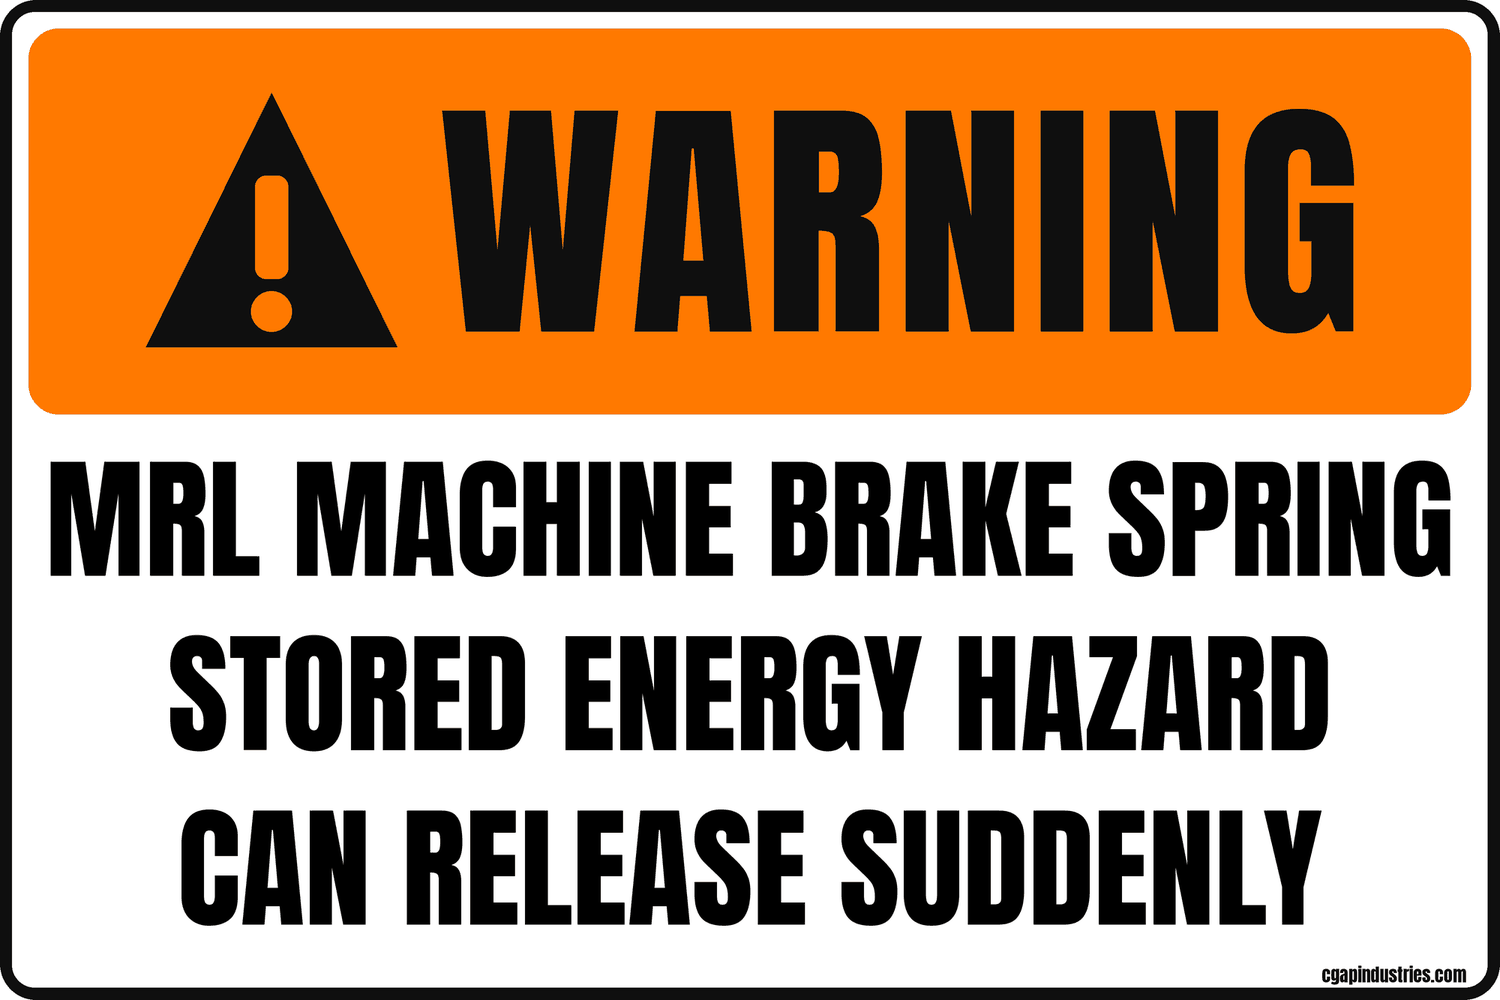 WARNING
MRL MACHINE BRAKE SPRING
STORED ENERGY HAZARD
CAN RELEASE SUDDENLY
cgapindustries.com